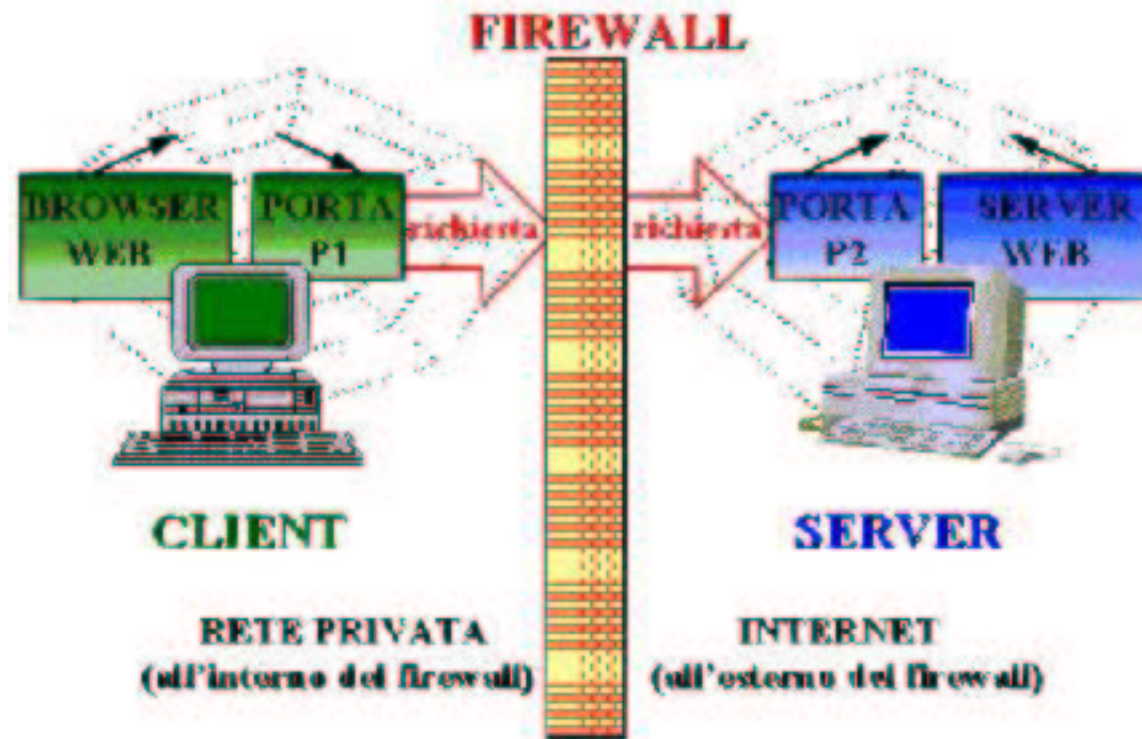 FIREWALL
BROWSER
WEB
PORTA
P1
richiesta
richiesta
PORTA
P2
SERVER
WEB
CLIENT
SERVER
RETE PRIVATA
(all'interno del firewall)
INTERNET
(all'esterno del firewall)